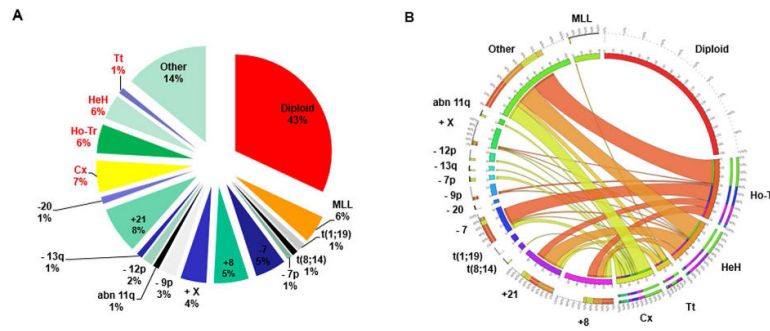 A
Tt
1%
Other
14%
HeH
6%
Ho-Tr
6%
Cx
7%
-20
1%
+21
8%
- 13q
1%
- 12p
2%
abn 11q
1%
- 9p
3%
+ X
4%
+8
5%
-7
5%
- 7p
1%
t(8;14)
1%
t(1;19)
1%
MLL
6%
Diploid
43%
B
MLL
Other
Diploid
abn 11q
+ X
- 12p
- 13q
- 7p
- 9p
- 20
- 7
t(1;19)
t(8;14)
+21
+8
Cx
Tt
HeH
Ho-T